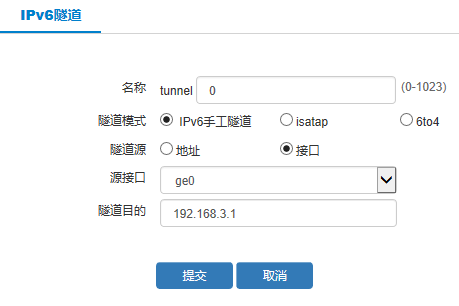 IPv6隧道
名称 tunnel 0 (0-1023)
隧道模式 IPv6手工隧道 isatap 6to4
隧道源 地址 接口
源接口 ge0
隧道目的 192.168.3.1
提交 取消